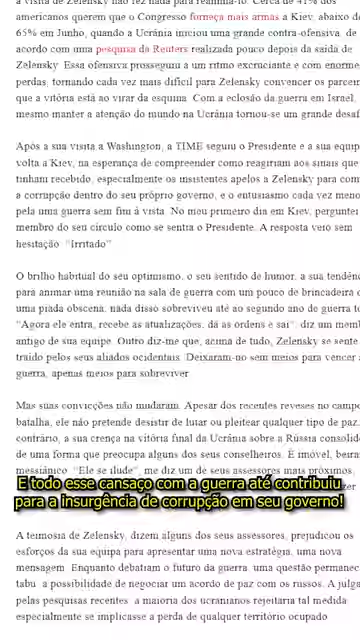 a visita de Zelensky não fez nada para reanimá-lo. Cerca de 41% dos
americanos querem que o Congresso forneça mais armas a Kiev, abaixo d
65% em Junho, quando a Ucrânia iniciou uma grande contra-ofensiva, de
acordo com uma pesquisa da Reuters realizada pouco depois da saída de
Zelensky. Essa ofensiva prosseguiu a um ritmo excruciante e com enorme
perdas, tornando cada vez mais difícil para Zelensky convencer os parcei
que a vitória está ao virar da esquina. Com a eclosão da guerra em Israel,
mesmo manter a atenção do mundo na Ucrânia tornou-se um grande desaf
Após a sua visita a Washington, a TIME seguiu o Presidente e a sua equip
volta a Kiev, na esperança de compreender como reagiriam aos sinais que
tinham recebido, especialmente os insistentes apelos a Zelensky para com
a corrupção dentro do seu próprio governo, e o entusiasmo cada vez meno
pela uma guerra sem fim à vista. No meu primeiro dia em Kiev, perguntei
membro do seu círculo como se sentia o Presidente. A resposta veio sem
hesitação: "Irritado".
O brilho habitual do seu optimismo, o seu sentido de humor, a sua tendênc
para animar uma reunião na sala de guerra com um pouco de brincadeira o
uma piada obscena, nada disso sobreviveu até ao segundo ano de guerra to
"Agora ele entra, recebe as atualizações, dá as ordens e sai", diz um memb
antigo de sua equipe. Outro diz-me que, acima de tudo, Zelensky se sente
traído pelos seus aliados ocidentais. Deixaram-no sem meios para vencer a
guerra, apenas meios para sobreviver.
Mas suas convicções não mudaram. Apesar dos recentes reveses no campo
batalha, ele não pretende desistir de lutar ou pleitear qualquer tipo de paz.
contrário, a sua crença na vitória final da Ucrânia sobre a Rússia consolid
de uma forma que preocupa alguns dos seus conselheiros. É imóvel, beira
messiânico. "Ele se ilude", me diz um de seus assessores mais próximos,
E todo esse cansaço com a guerra até contribuiu
para a insurgência de corrupção em seu governo!
A teimosia de Zelensky, dizem alguns dos seus assessores, prejudicou os
esforços da sua equipa para apresentar uma nova estratégia, uma nova
mensagem. Enquanto debatiam o futuro da guerra, uma questão permanec
tabu: a possibilidade de negociar um acordo de paz com os russos. A julga
pelas pesquisas recentes, a maioria dos ucranianos rejeitaria tal medida,
especialmente se implicasse a perda de qualquer território ocupado.